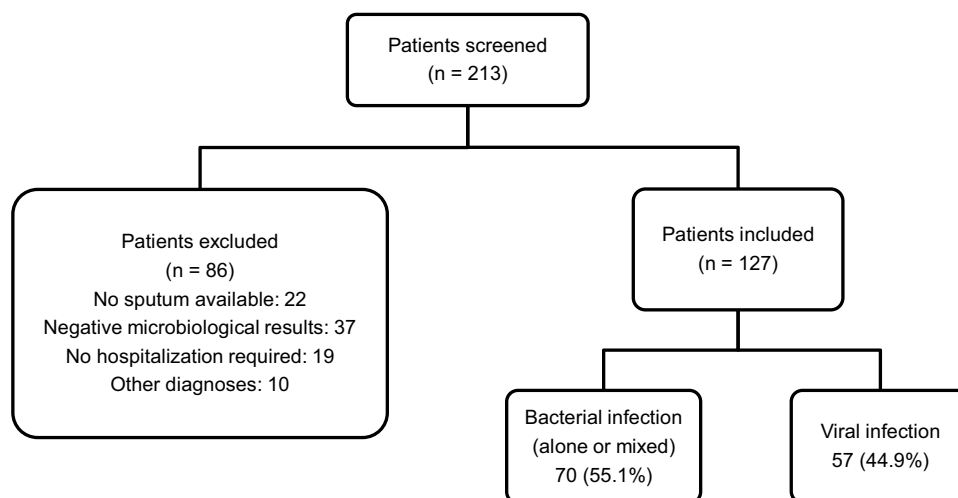 Patients screened
(n = 213)
Patients excluded
(n = 86)
No sputum available: 22
Negative microbiological results: 37
No hospitalization required: 19
Other diagnoses: 10
Patients included
(n = 127)
Bacterial infection
(alone or mixed)
70 (55.1%)
Viral infection
57 (44.9%)